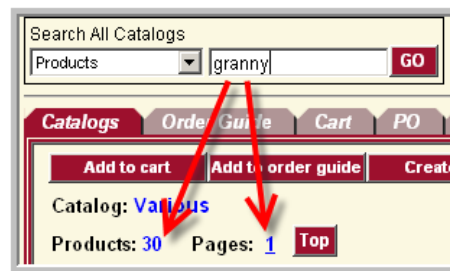 Search All Catalogs
Products granny GO
Catalogs Order Guide Cart PO
Add to cart Add to order guide
Catalog: Various
Products: 30 Pages: 1 Top